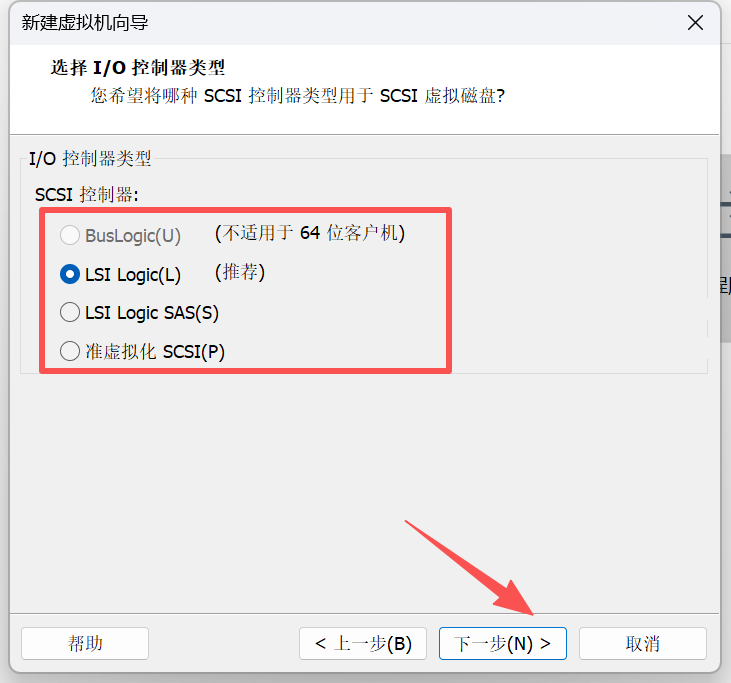 新建虚拟机向导
选择 I/O 控制器类型
您希望将哪种 SCSI 控制器类型用于 SCSI 虚拟磁盘?
I/O 控制器类型
SCSI 控制器:
BusLogic(U) (不适用于 64 位客户机)
LSI Logic(L) (推荐)
LSI Logic SAS(S)
准虚拟化 SCSI(P)
帮助 < 上一步(B) 下一步(N) > 取消